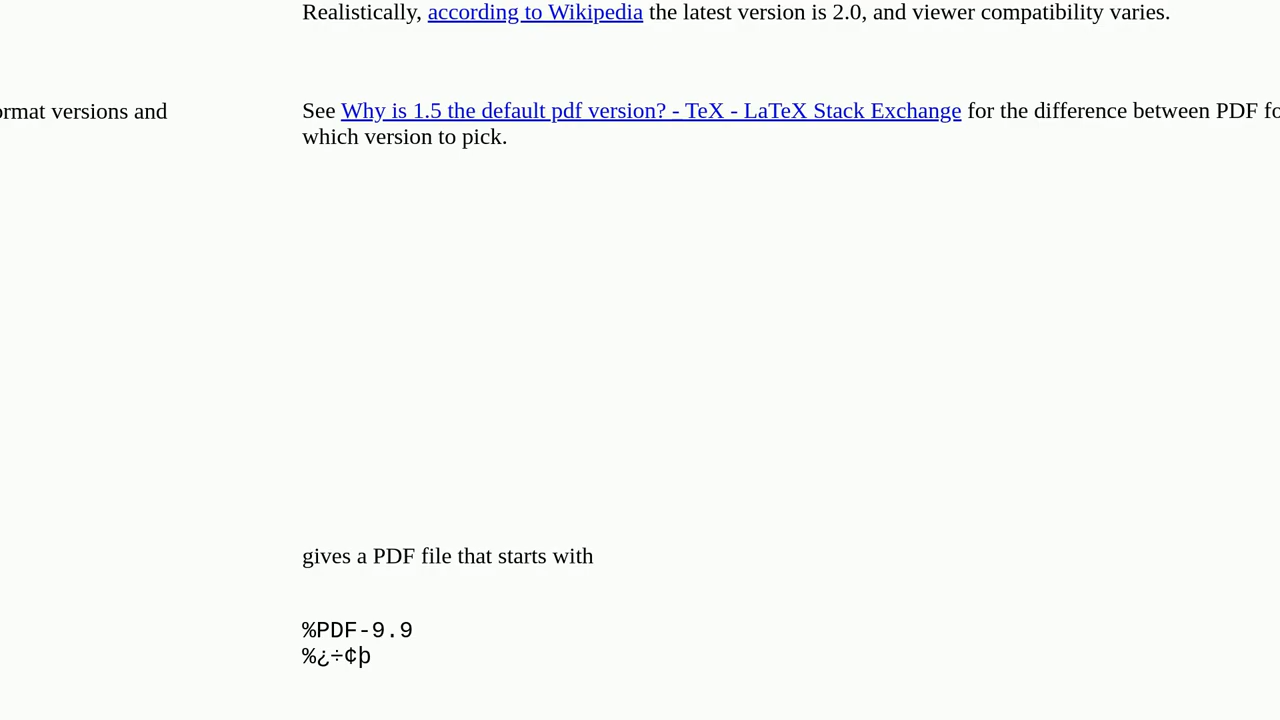 Realistically, according to Wikipedia the latest version is 2.0, and viewer compatibility varies.
ormat versions and
See Why is 1.5 the default pdf version? - TeX - LaTeX Stack Exchange for the difference between PDF fo
which version to pick.
gives a PDF file that starts with
%PDF-9.9
%¿÷¢þ